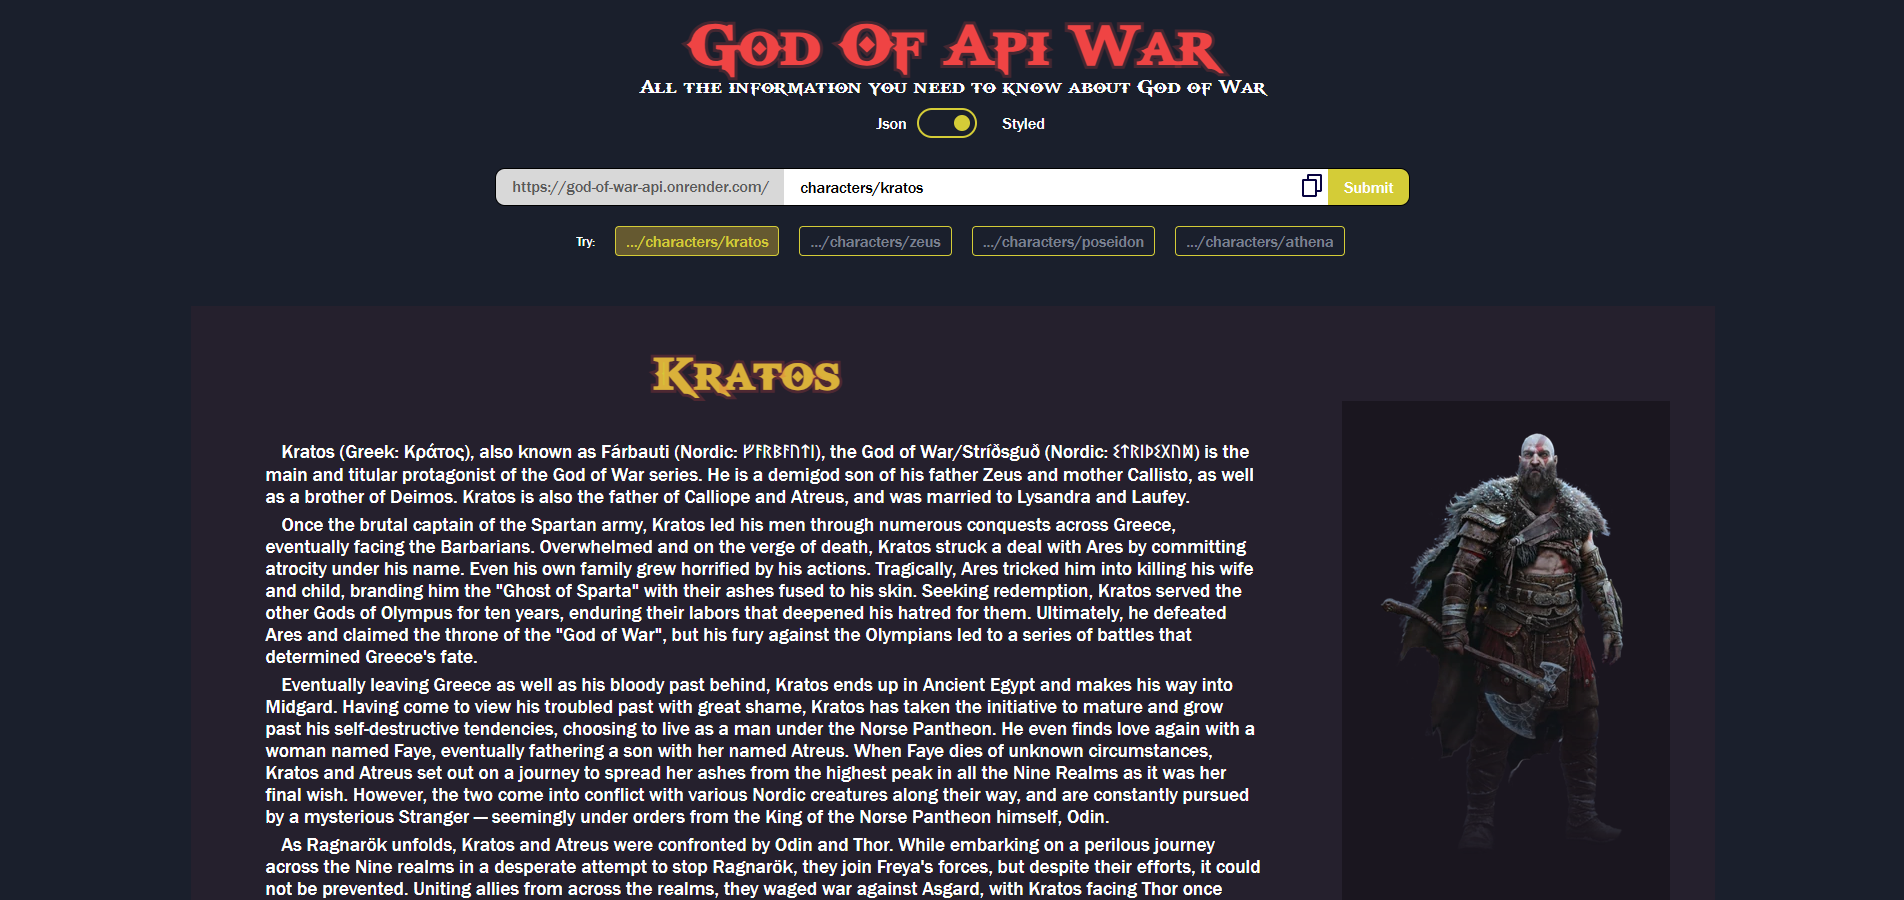 God Of Api War
All the information you need to know about God of War
Json Styled
https://god-of-war-api.onrender.com/ characters/kratos Submit
Try: .../characters/kratos .../characters/zeus .../characters/poseidon .../characters/athena
Kratos
Kratos (Greek: Κράτος), also known as Fárbauti (Nordic: ᚠᚨᚱᛒᚨᚢᛏᛁ), the God of War/Stríðsguð (Nordic: ᛊᛏᚱᛁᚦᛊᚷᚢᛞ) is the
main and titular protagonist of the God of War series. He is a demigod son of his father Zeus and mother Callisto, as well
as a brother of Deimos. Kratos is also the father of Calliope and Atreus, and was married to Lysandra and Laufey.
Once the brutal captain of the Spartan army, Kratos led his men through numerous conquests across Greece,
eventually facing the Barbarians. Overwhelmed and on the verge of death, Kratos struck a deal with Ares by committing
atrocity under his name. Even his own family grew horrified by his actions. Tragically, Ares tricked him into killing his wife
and child, branding him the "Ghost of Sparta" with their ashes fused to his skin. Seeking redemption, Kratos served the
other Gods of Olympus for ten years, enduring their labors that deepened his hatred for them. Ultimately, he defeated
Ares and claimed the throne of the "God of War", but his fury against the Olympians led to a series of battles that
determined Greece's fate.
Eventually leaving Greece as well as his bloody past behind, Kratos ends up in Ancient Egypt and makes his way into
Midgard. Having come to view his troubled past with great shame, Kratos has taken the initiative to mature and grow
past his self-destructive tendencies, choosing to live as a man under the Norse Pantheon. He even finds love again with a
woman named Faye, eventually fathering a son with her named Atreus. When Faye dies of unknown circumstances,
Kratos and Atreus set out on a journey to spread her ashes from the highest peak in all the Nine Realms as it was her
final wish. However, the two come into conflict with various Nordic creatures along their way, and are constantly pursued
by a mysterious Stranger — seemingly under orders from the King of the Norse Pantheon himself, Odin.
As Ragnarök unfolds, Kratos and Atreus were confronted by Odin and Thor. While embarking on a perilous journey
across the Nine realms in a desperate attempt to stop Ragnarök, they join Freya's forces, but despite their efforts, it could
not be prevented. Uniting allies from across the realms, they waged war against Asgard, with Kratos facing Thor once